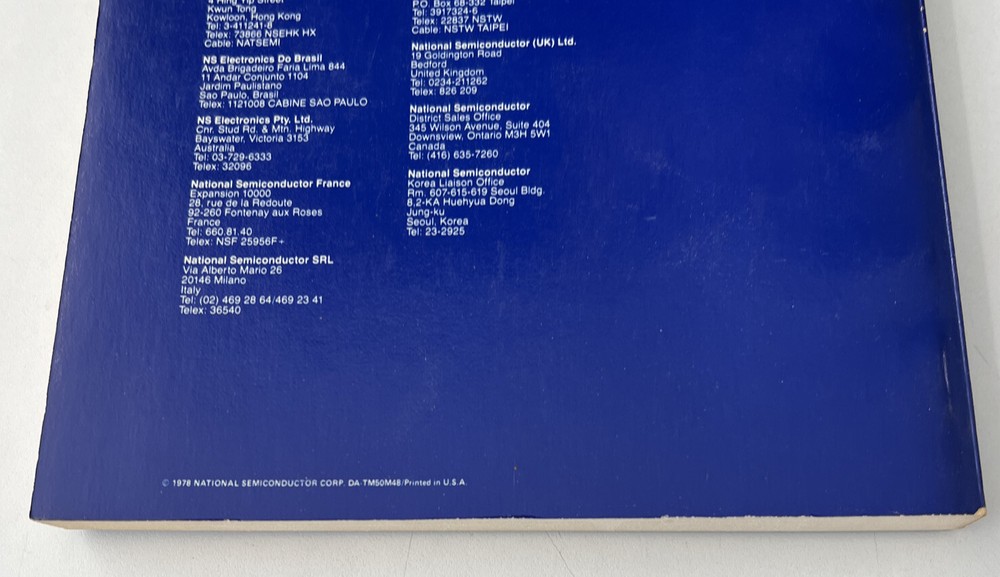 4 Hing Yip Street
Kwun Tong
Kowloon, Hong Kong
Tel: 3-411241-8
Telex: 73866 NSEHK HX
Cable: NATSEMI
NS Electronics Do Brasil
Avda Brigadeiro Faria Lima 844
11 Andar Conjunto 1104
Jardim Paulistano
Sao Paulo, Brasil
Telex: 1121008 CABINE SAO PAULO
NS Electronics Pty. Ltd.
Cnr. Stud Rd. & Mtn. Highway
Bayswater, Victoria 3153
Australia
Tel: 03-729-6333
Telex: 32096
National Semiconductor France
Expansion 10000
28, rue de la Redoute
92-260 Fontenay aux Roses
France
Tel: 660.81.40
Telex: NSF 25956F+
National Semiconductor SRL
Via Alberto Mario 26
20146 Milano
Italy
Tel: (02) 469 28 64/469 23 41
Telex: 36540
P.O. Box 68-332 Taipei
Tel: 3917324-6
Telex: 22837 NSTW
Cable: NSTW TAIPEI
National Semiconductor (UK) Ltd.
19 Goldington Road
Bedford
United Kingdom
Tel: 0234-211262
Telex: 826 209
National Semiconductor
District Sales Office
345 Wilson Avenue, Suite 404
Downsview, Ontario M3H 5W1
Canada
Tel: (416) 635-7260
National Semiconductor
Korea Liaison Office
Rm. 607-615-619 Seoul Bldg.
8,2-KA Huehyua Dong
Jung-ku
Seoul, Korea
Tel: 23-2925
© 1978 NATIONAL SEMICONDUCTOR CORP. DA-TM50M48/Printed in U.S.A.